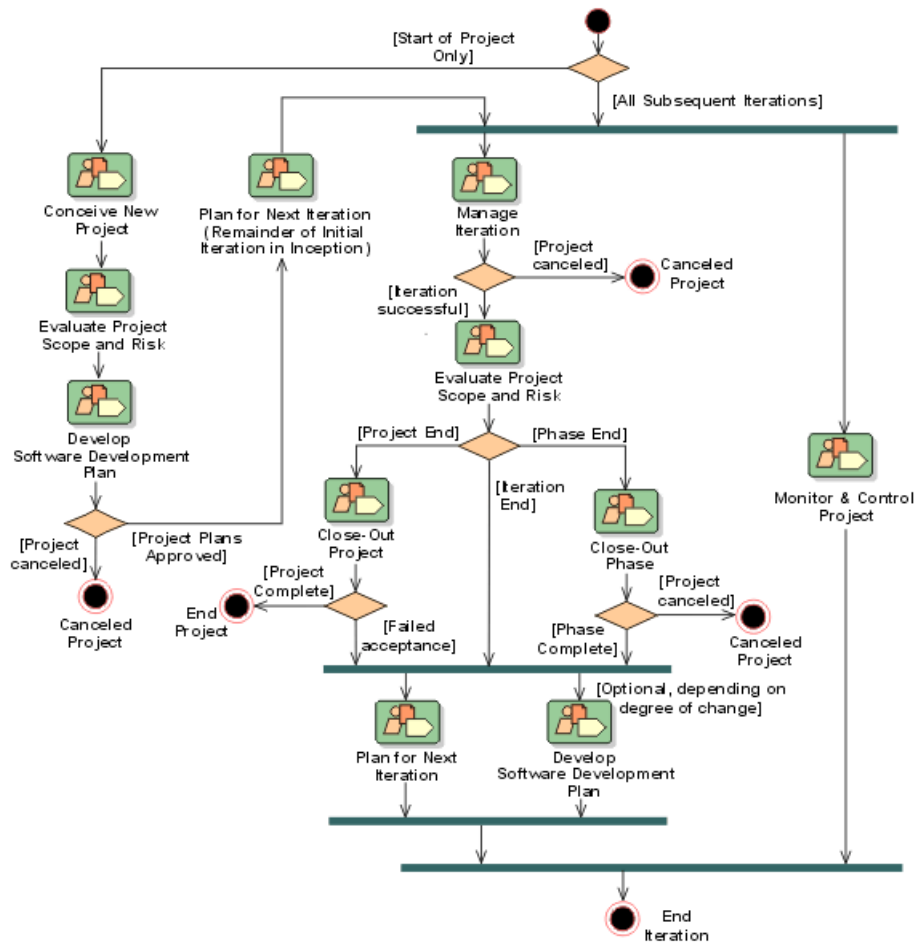 [Start of Project
Only]
[All Subsequent Iterations]
Conceive New
Project
Plan for Next Iteration
(Remainder of Initial
Iteration in Inception)
Manage
Iteration
[Project
canceled]
Canceled
Project
[Iteration
successful]
Evaluate Project
Scope and Risk
Evaluate Project
Scope and Risk
Develop
Software Development
Plan
[Project End]
[Phase End]
[Iteration
End]
Monitor & Control
Project
[Project
canceled]
[Project Plans
Approved]
Close-Out
Project
Close-Out
Phase
Canceled
Project
[Project
Complete]
End
Project
[Failed
acceptance]
[Project
canceled]
[Phase
Complete]
Canceled
Project
[Optional, depending on
degree of change]
Plan for Next
Iteration
Develop
Software Development
Plan
End
Iteration